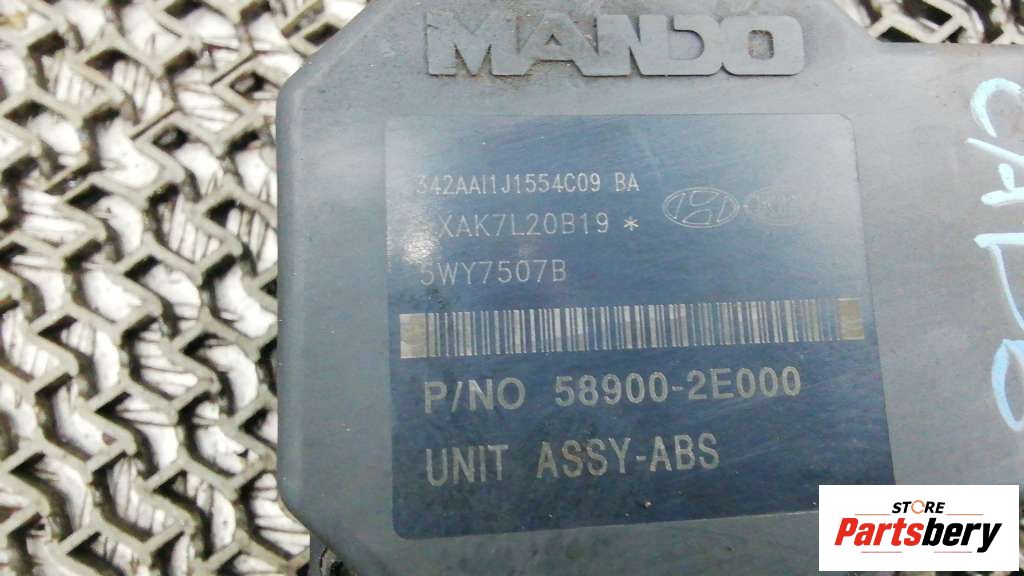 MANDO
342AAI1J1554C09 BA
XAK7L20B19 *
5WY7507B
P/NO 58900-2E000
UNIT ASSY-ABS
STORE
Partsbery